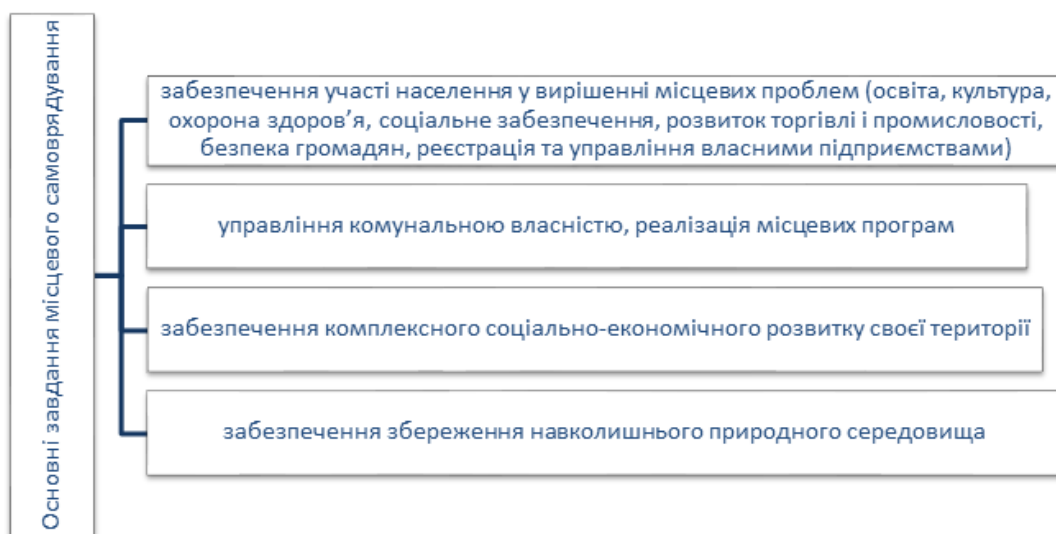 Основні завдання місцевого самоврядування
забезпечення участі населення у вирішенні місцевих проблем (освіта, культура,
охорона здоров’я, соціальне забезпечення, розвиток торгівлі і промисловості,
безпека громадян, реєстрація та управління власними підприємствами)
управління комунальною власністю, реалізація місцевих програм
забезпечення комплексного соціально-економічного розвитку своєї території
забезпечення збереження навколишнього природного середовища